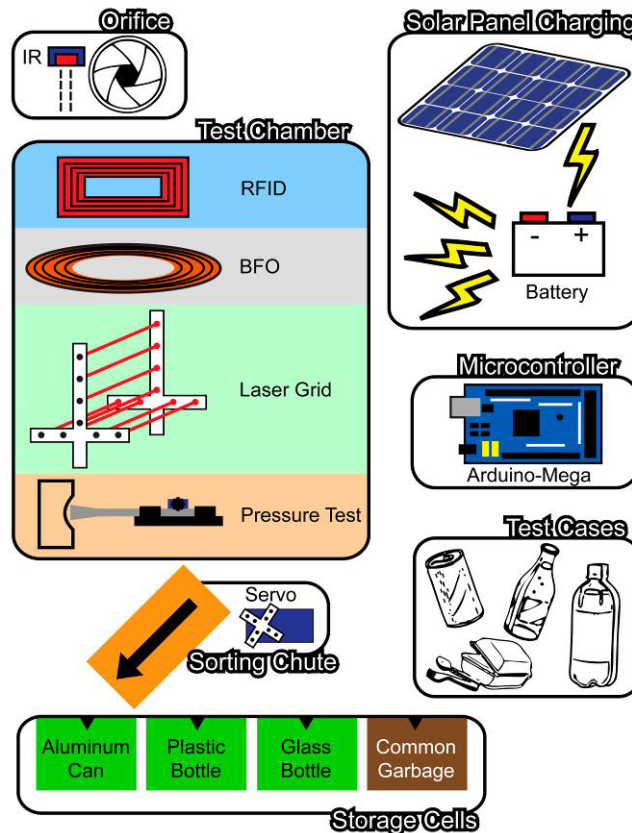 Orifice
IR
Test Chamber
RFID
BFO
Laser Grid
Pressure Test
Servo
Sorting Chute
Aluminum
Can
Plastic
Bottle
Glass
Bottle
Common
Garbage
Storage Cells
Solar Panel Charging
- +
Battery
Microcontroller
Arduino-Mega
Test Cases